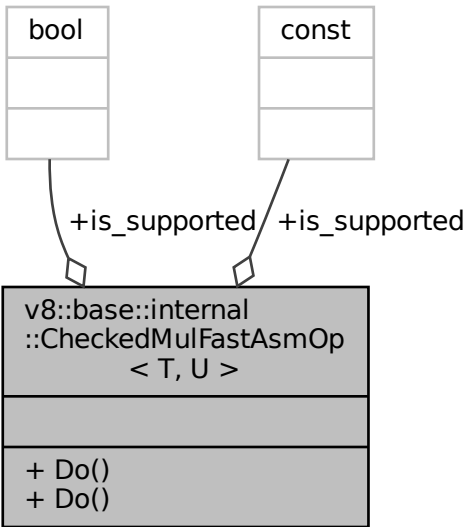 bool
const
+is_supported
+is_supported
v8::base::internal
::CheckedMulFastAsmOp
< T, U >
+ Do()
+ Do()